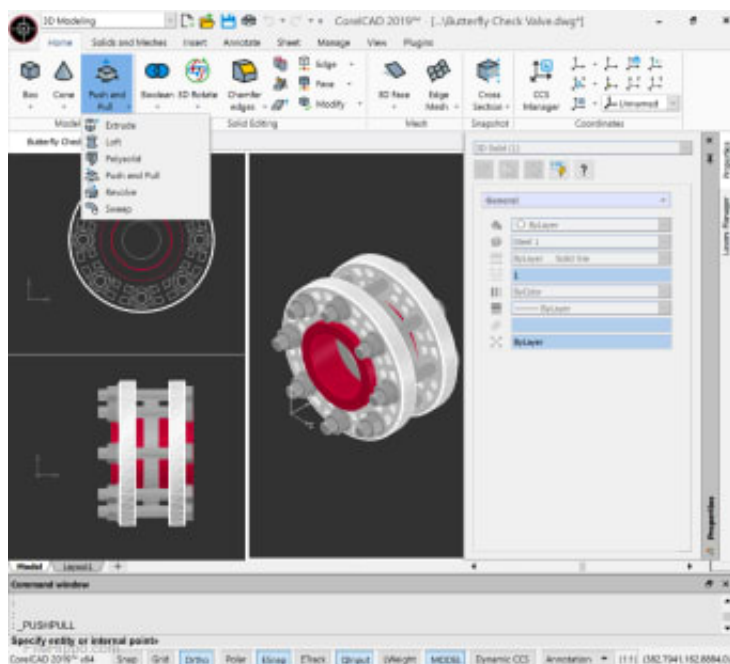 3D Modeling CorelCAD 2019™ - [...\Butterfly Check Valve.dwg*]
Home Solids and Meshes Insert Annotate Sheet Manage View Plugins
Box Cone Push and Pull Boolean 3D Rotate Chamfer edges Edge Face Modify 3D Face Edge Mesh Cross Section CCS Manager Unnamed
Solid Editing Mesh Snapshot Coordinates
Extrude
Loft
Polysolid
Push and Pull
Revolve
Sweep
3D Solid (1)
General
ByLayer
Steel 1
ByLayer Solid line
1
ByColor
ByLayer
ByLayer
Properties
Layers Manager
Properties
Model Layout1 +
Command window
:
:
:_PUSHPULL
Specify entity or internal point»
CorelCAD 2019™ x64 Snap Grid Ortho Polar ESnap ETrack QInput LWeight MODEL Dynamic CCS Annotation (1:1)